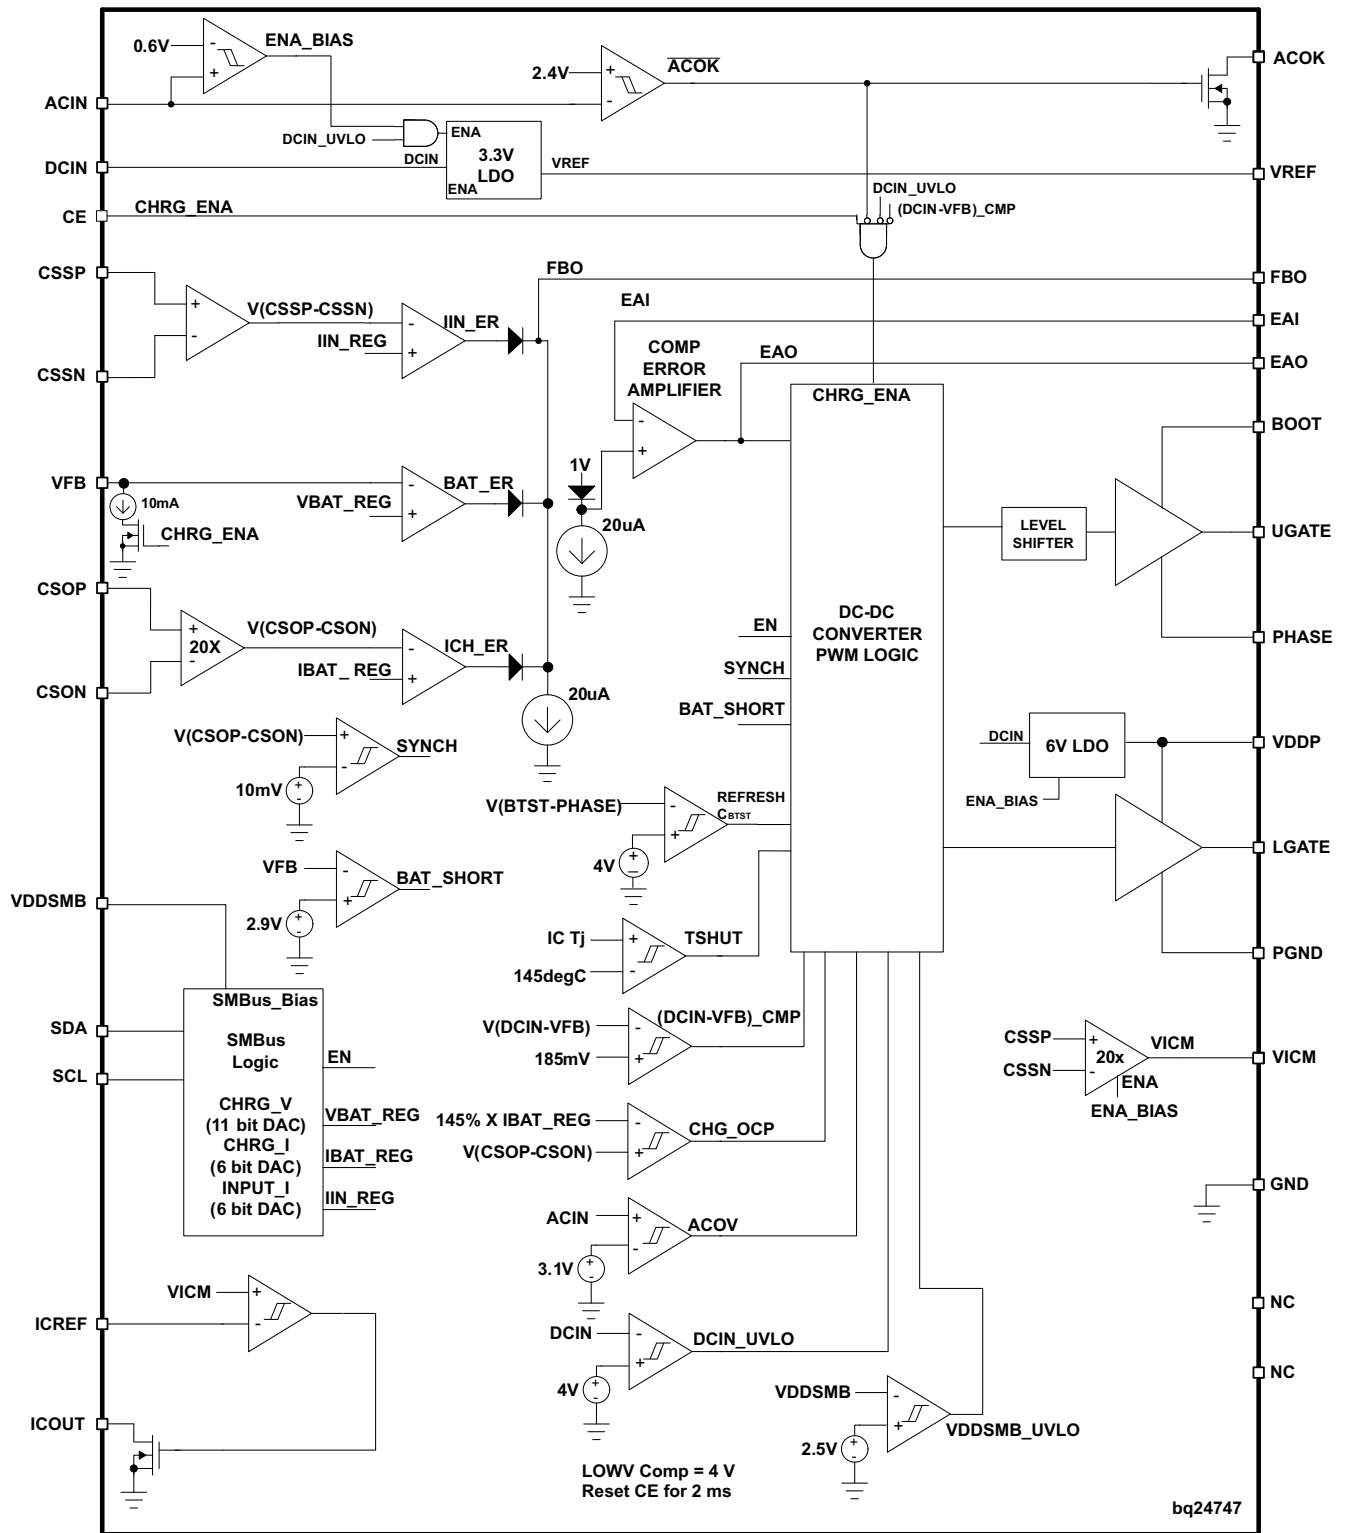 0.6V
-
+
ENA_BIAS
2.4V
+
-
ACOK
ACOK
ACIN
DCIN_UVLO
ENA
DCIN
3.3V
LDO
ENA
VREF
DCIN
VREF
CE
CHRG_ENA
DCIN_UVLO
(DCIN-VFB)_CMP
CSSP
CSSN
+
-
V(CSSP-CSSN)
IIN_REG
-
+
IIN_ER
FBO
FBO
EAI
EAI
COMP
ERROR
AMPLIFIER
EAO
EAO
-
+
1V
20uA
CHRG_ENA
VFB
10mA
CHRG_ENA
VBAT_REG
-
+
BAT_ER
CSOP
CSON
+
20X
-
V(CSOP-CSON)
IBAT_ REG
-
+
ICH_ER
20uA
DC-DC
CONVERTER
PWM LOGIC
EN
SYNCH
BAT_SHORT
LEVEL
SHIFTER
BOOT
UGATE
PHASE
V(CSOP-CSON)
+
-
SYNCH
10mV
+
-
VFB
-
+
BAT_SHORT
2.9V
+
-
V(BTST-PHASE)
-
+
REFRESH
CBTST
4V
+
-
DCIN
6V LDO
ENA_BIAS
VDDP
LGATE
PGND
IC Tj
+
145degC
-
TSHUT
VDDSMB
SMBus_Bias
SMBus
Logic
SDA
SCL
EN
CHRG_V
(11 bit DAC)
VBAT_REG
CHRG_I
(6 bit DAC)
IBAT_REG
INPUT_I
(6 bit DAC)
IIN_REG
V(DCIN-VFB)
-
185mV
+
(DCIN-VFB)_CMP
CSSP
+
CSSN
-
20x
VICM
VICM
ENA
ENA_BIAS
145% X IBAT_REG
-
V(CSOP-CSON)
+
CHG_OCP
ACIN
+
-
ACOV
3.1V
+
-
GND
NC
NC
VICM
+
-
ICREF
ICOUT
DCIN
-
+
DCIN_UVLO
4V
+
-
VDDSMB
-
+
VDDSMB_UVLO
2.5V
+
-
LOWV Comp = 4 V
Reset CE for 2 ms
bq24747